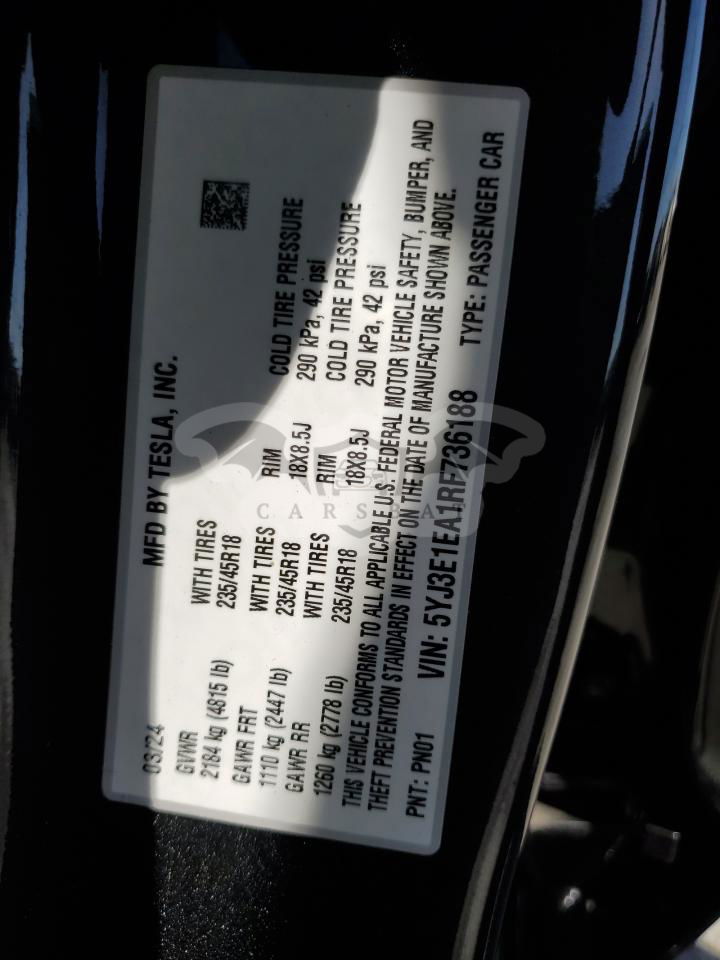 MFD BY TESLA, INC.
03/24
GVWR
2184 kg (4815 lb)
WITH TIRES
235/45R18
GAWR FRT
1110 kg (2447 lb)
WITH TIRES
235/45R18
RIM
18X8.5J
COLD TIRE PRESSURE
290 kPa, 42 psi
GAWR RR
1260 kg (2778 lb)
WITH TIRES
235/45R18
RIM
18X8.5J
COLD TIRE PRESSURE
290 kPa, 42 psi
THIS VEHICLE CONFORMS TO ALL APPLICABLE U.S. FEDERAL MOTOR VEHICLE SAFETY, BUMPER, AND
THEFT PREVENTION STANDARDS IN EFFECT ON THE DATE OF MANUFACTURE SHOWN ABOVE.
PNT: PN01
VIN: 5YJ3E1EA1RF736188
TYPE: PASSENGER CAR
CARSBAT